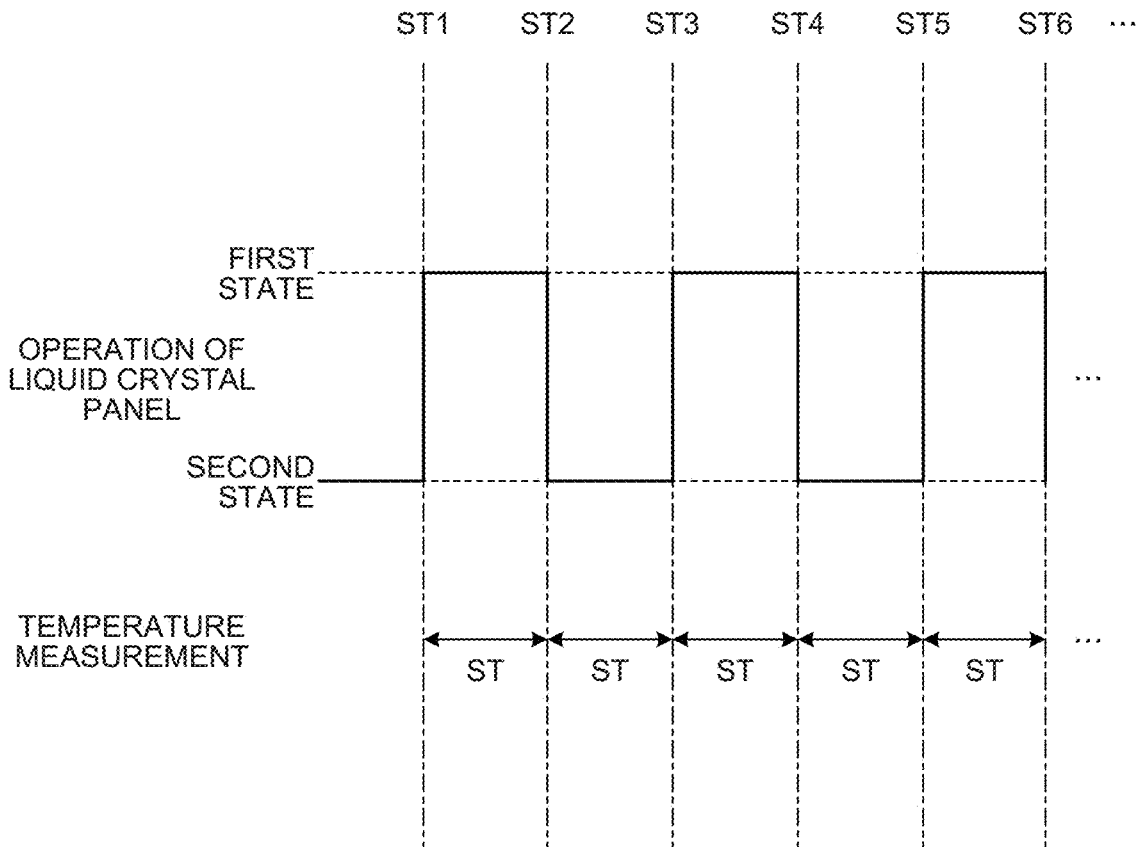 ST1 ST2 ST3 ST4 ST5 ST6 ...
FIRST
STATE
OPERATION OF
LIQUID CRYSTAL
PANEL
...
SECOND
STATE
TEMPERATURE
MEASUREMENT
...
ST ST ST ST ST